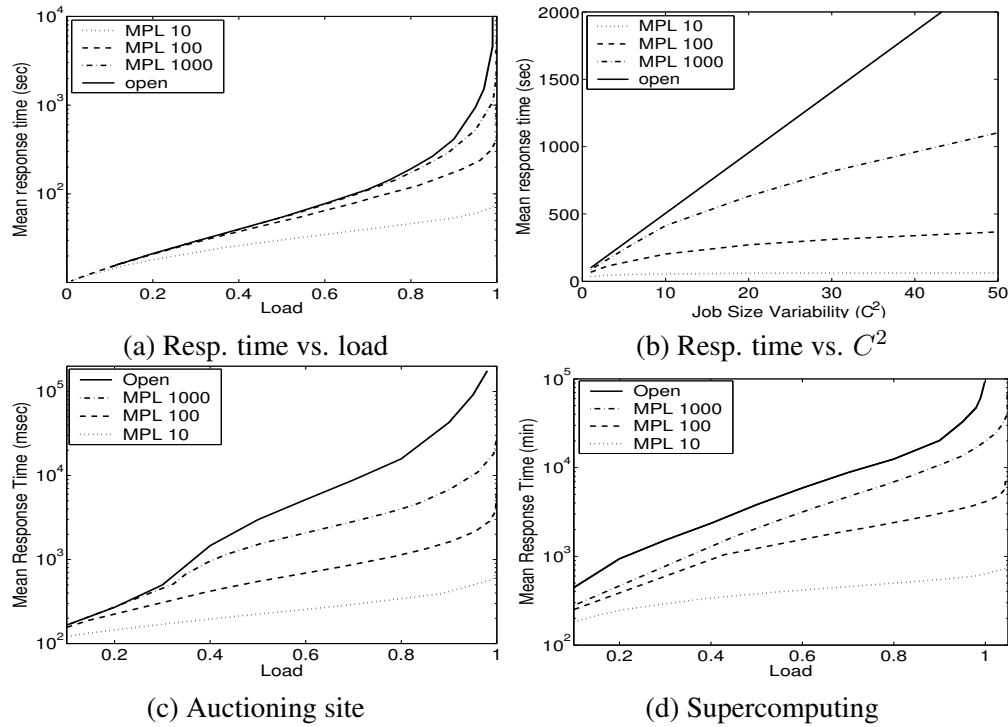 10^4
10^3
10^2
0
0.2
0.4
0.6
0.8
1
Mean response time (sec)
Load
MPL 10
MPL 100
MPL 1000
open
(a) Resp. time vs. load
2000
1500
1000
500
0
0
10
20
30
40
50
Mean response time (sec)
Job Size Variability (C^2)
MPL 10
MPL 100
MPL 1000
open
(b) Resp. time vs. C^2
10^5
10^4
10^3
10^2
0.2
0.4
0.6
0.8
1
Mean Response Time (msec)
Load
Open
MPL 1000
MPL 100
MPL 10
(c) Auctioning site
10^5
10^4
10^3
10^2
0.2
0.4
0.6
0.8
1
Mean Response Time (min)
Load
Open
MPL 1000
MPL 100
MPL 10
(d) Supercomputing